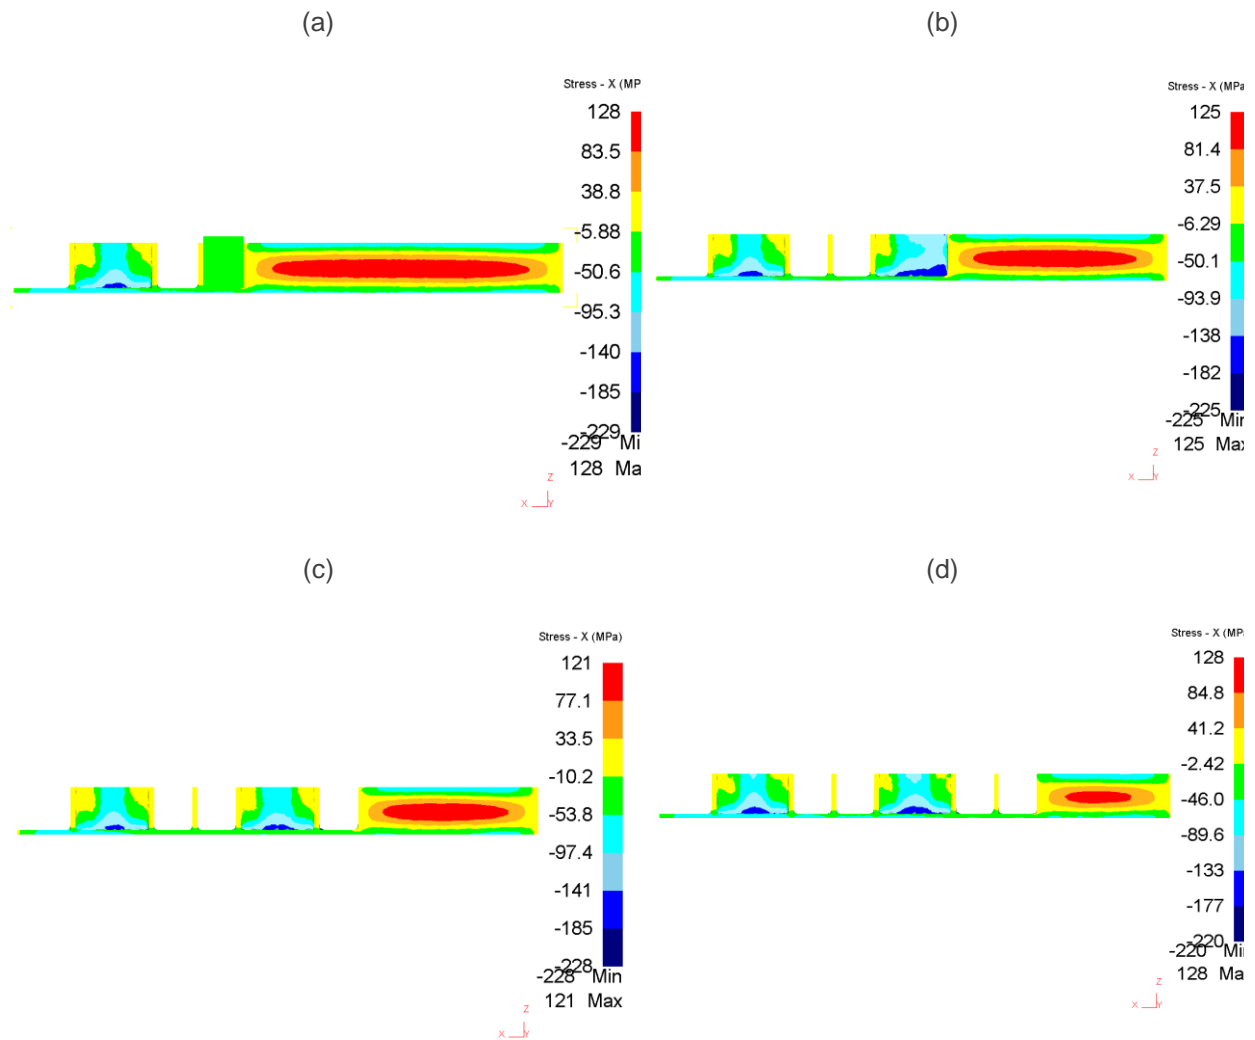 (a)
Stress - X (MP
128
83.5
38.8
-5.88
-50.6
-95.3
-140
-185
-229
-229 Mi
128 Ma
Z
X Y
(b)
Stress - X (MPa
125
81.4
37.5
-6.29
-50.1
-93.9
-138
-182
-225
-225 Min
125 Max
Z
X Y
(c)
Stress - X (MPa)
121
77.1
33.5
-10.2
-53.8
-97.4
-141
-185
-228
-228 Min
121 Max
Z
X Y
(d)
Stress - X (MPa
128
84.8
41.2
-2.42
-46.0
-89.6
-133
-177
-220
-220 Min
128 Max
Z
X Y